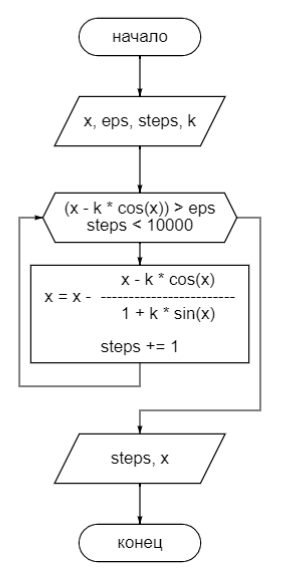 начало
x, eps, steps, k
(x - k * cos(x)) > eps
steps < 10000
x - k * cos(x)
x = x - ------------------------
1 + k * sin(x)
steps += 1
steps, x
конец